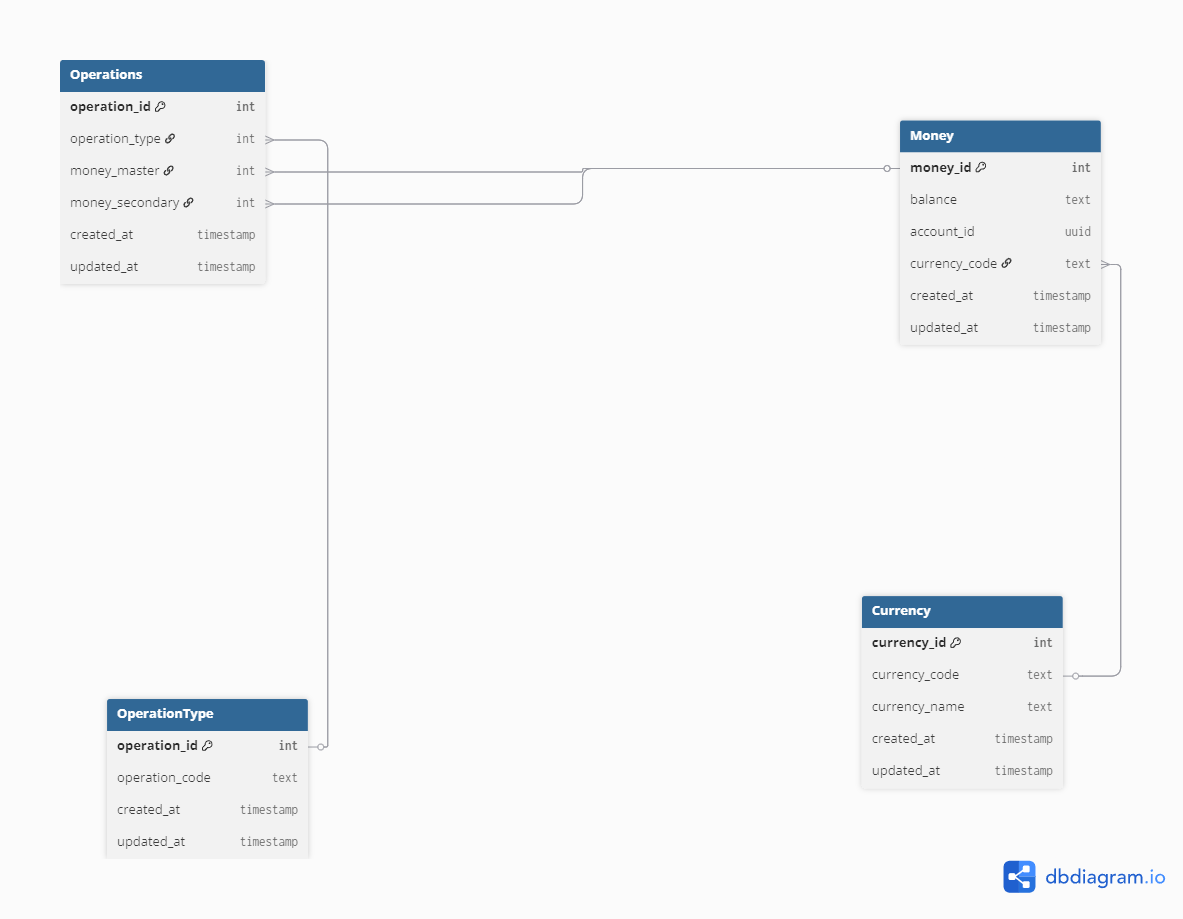 Operations
operation_id int
operation_type int
money_master int
money_secondary int
created_at timestamp
updated_at timestamp
Money
money_id int
balance text
account_id uuid
currency_code text
created_at timestamp
updated_at timestamp
Currency
currency_id int
currency_code text
currency_name text
created_at timestamp
updated_at timestamp
OperationType
operation_id int
operation_code text
created_at timestamp
updated_at timestamp
dbdiagram.io